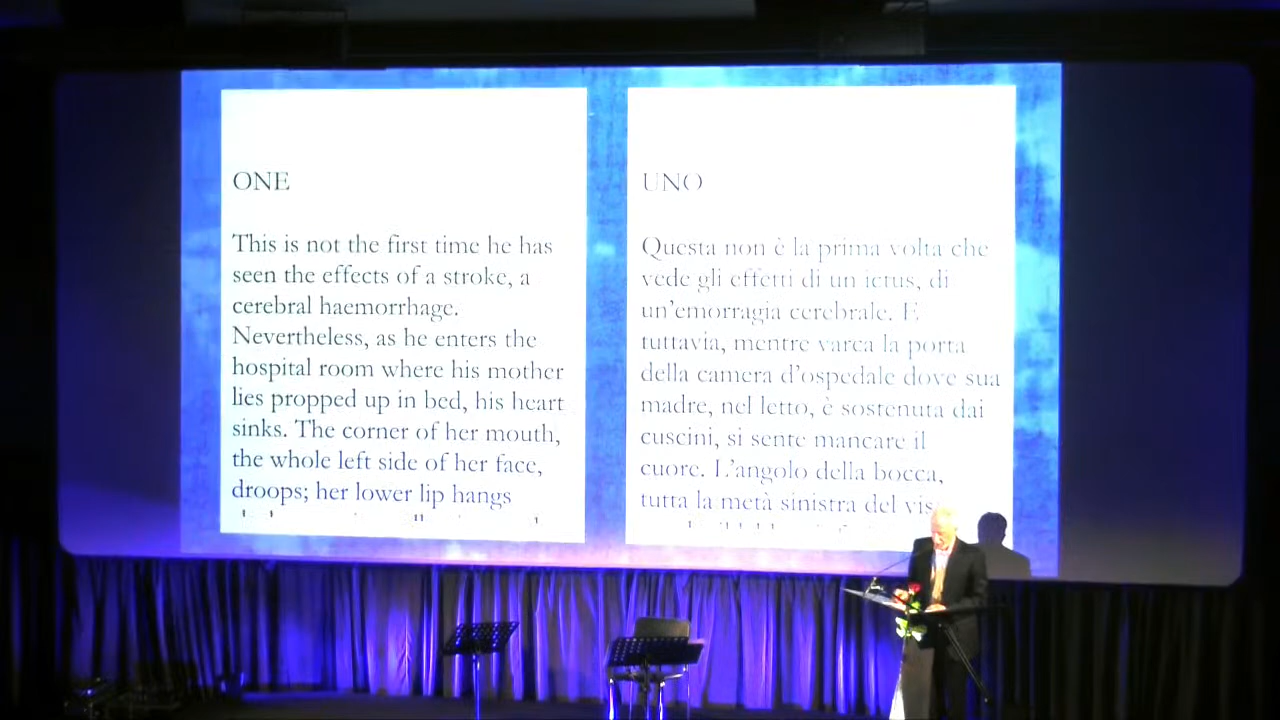 ONE
This is not the first time he has
seen the effects of a stroke, a
cerebral haemorrhage.
Nevertheless, as he enters the
hospital room where his mother
lies propped up in bed, his heart
sinks. The corner of her mouth,
the whole left side of her face,
droops; her lower lip hangs
UNO
Questa non è la prima volta che
vede gli effetti di un ictus, di
un'emorragia cerebrale. E
tuttavia, mentre varca la porta
della camera d'ospedale dove sua
madre, nel letto, è sostenuta dai
cuscini, si sente mancare il
cuore. L'angolo della bocca,
tutta la metà sinistra del vis